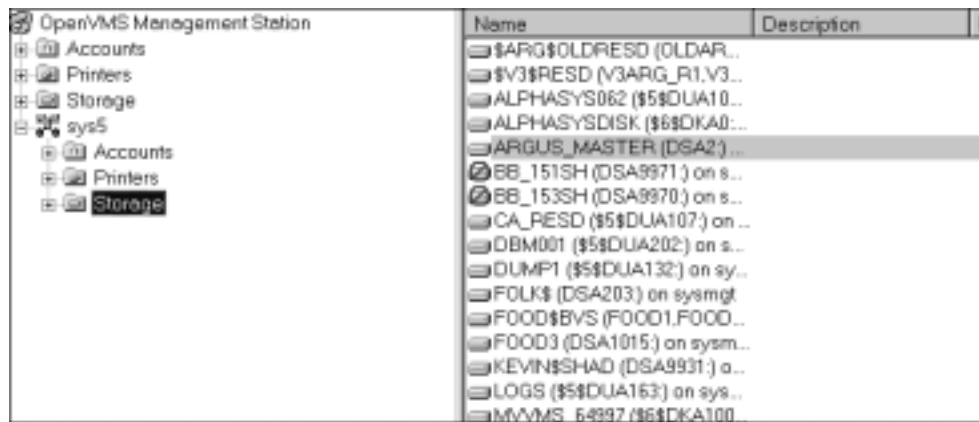 OpenVMS Management Station
Accounts
Printers
Storage
sys5
Accounts
Printers
Storage
Name Description
$ARG$OLDRESD (OLDAR...
$V3$RESD (V3ARG_R1,V3...
ALPHASYS062 ($5$DUA10...
ALPHASYSDISK ($6$DKA0:...
ARGUS_MASTER (DSA2:) ...
BB_151SH (DSA9971:) on s...
BB_153SH (DSA9970:) on s...
CA_RESD ($5$DUA107:) on ...
DBM001 ($5$DUA202:) on s...
DUMP1 ($5$DUA132:) on sy...
FOLK$ (DSA203:) on sysmgt
FOOD$BVS (FOOD1,FOOD...
FOOD3 (DSA1015:) on sysm...
KEVIN$SHAD (DSA9931:) o...
LOGS ($5$DUA163:) on sys...
MVVMS_64997 ($6$DKA100...